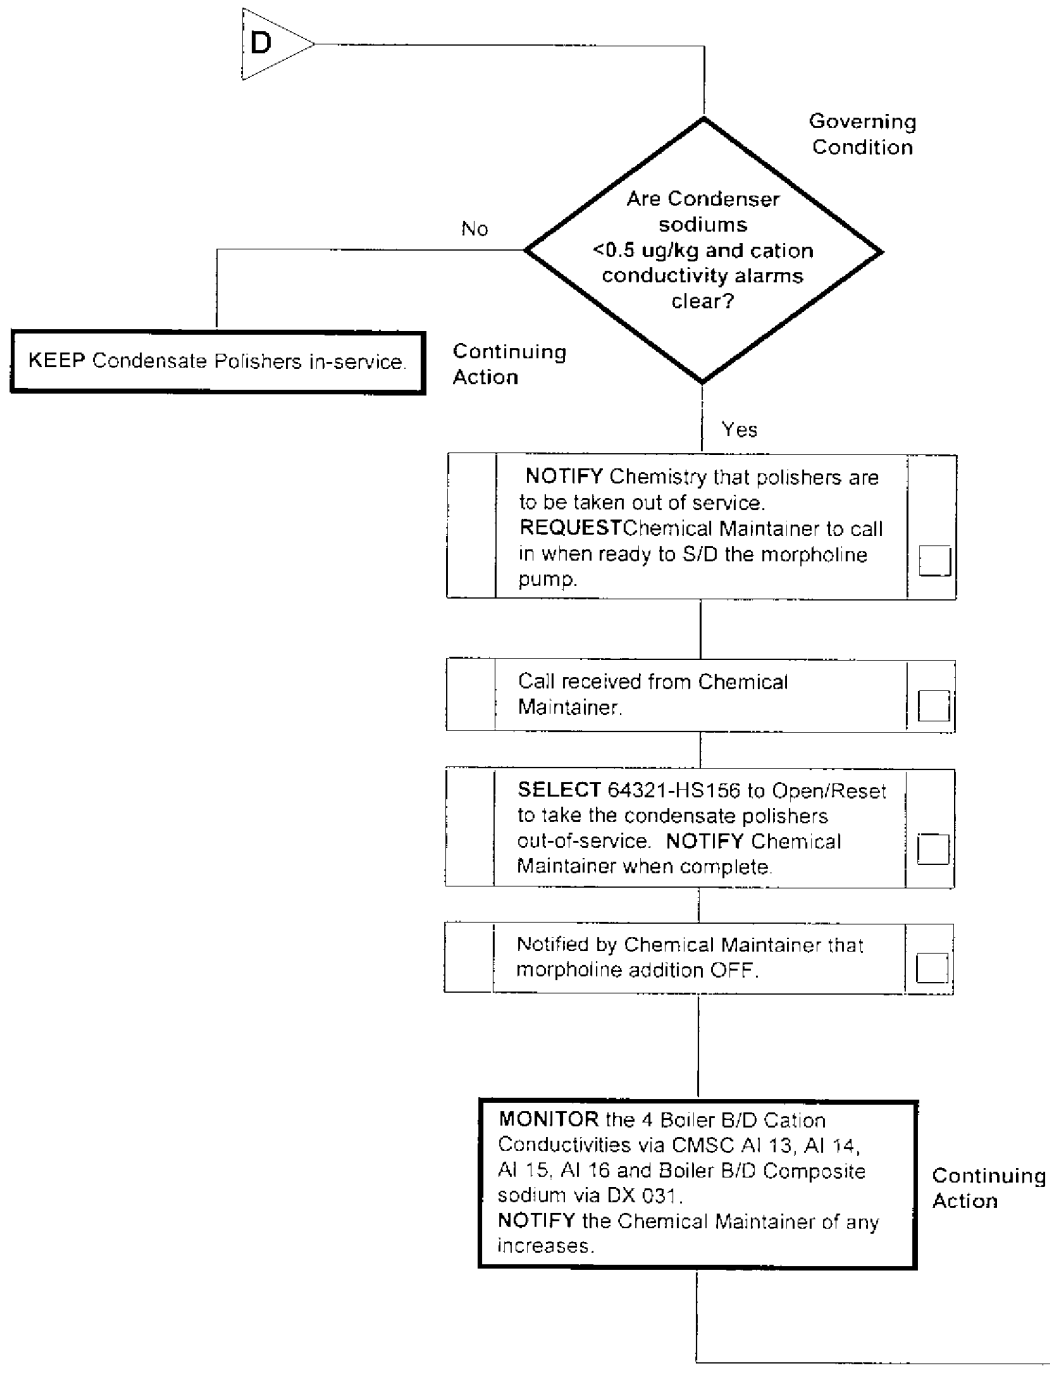 D
Governing
Condition
Are Condenser
sodiums
<0.5 ug/kg and cation
conductivity alarms
clear?
No
KEEP Condensate Polishers in-service.
Continuing
Action
Yes
NOTIFY Chemistry that polishers are
to be taken out of service.
REQUESTChemical Maintainer to call
in when ready to S/D the morpholine
pump.
Call received from Chemical
Maintainer.
SELECT 64321-HS156 to Open/Reset
to take the condensate polishers
out-of-service. NOTIFY Chemical
Maintainer when complete.
Notified by Chemical Maintainer that
morpholine addition OFF.
MONITOR the 4 Boiler B/D Cation
Conductivities via CMSC AI 13, AI 14,
AI 15, AI 16 and Boiler B/D Composite
sodium via DX 031.
NOTIFY the Chemical Maintainer of any
increases.
Continuing
Action